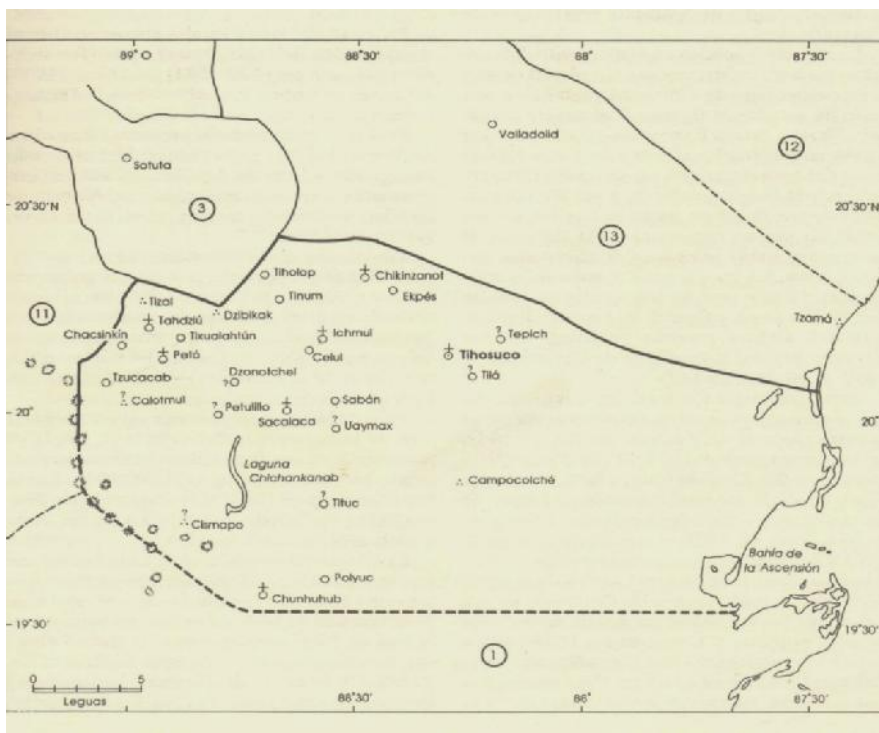 89°
88°30'
88°
87°30'
Valladolid
12
Sotuta
20°30'N
3
20°30'
13
Tiholop
Chikinzanot
Tinum
Ekpés
Tizal
Dzibikak
11
Tzamá
Tahdziú
Chacsinkín
Tixualahtún
Ichmul
?
Tepich
Petó
Celul
Tihosuco
Tzucacab
?
Dzonotchel
?
Tilá
?
Calotmul
?
Petulillo
Sacalaca
Sabán
?
Uaymax
20°
20°
Laguna
Chichankanab
Campocolché
?
Tituc
?
Cismapo
Bahía de
la Ascensión
Polyuc
Chunhuhub
19°30'
19°30'
1
0
5
Leguas
88°30'
88°
87°30'